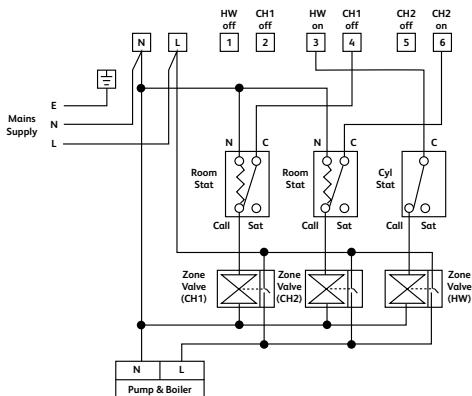 HW off
CH1 off
HW on
CH1 off
CH2 off
CH2 on
N
L
1
2
3
4
5
6
E
Mains Supply
N
L
N
C
N
C
C
Room Stat
Room Stat
Cyl Stat
Call
Sat
Call
Sat
Call
Sat
Zone Valve (CH1)
Zone Valve (CH2)
Zone Valve (HW)
N
L
Pump & Boiler